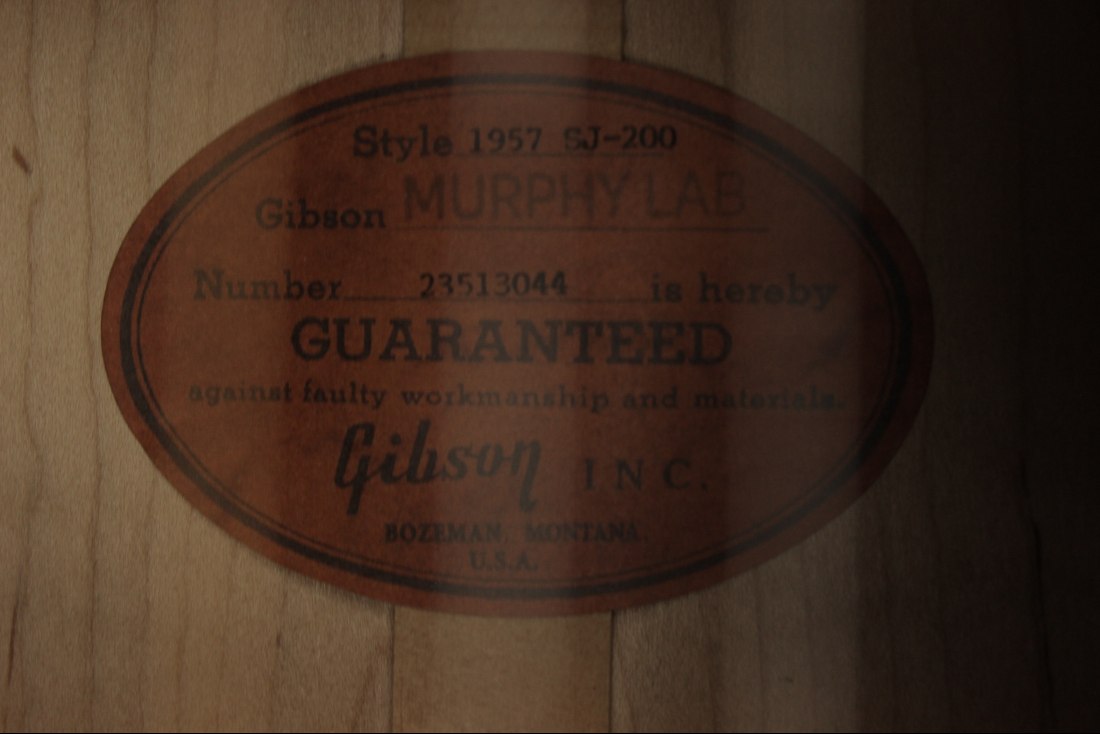 Style 1957 SJ-200
Gibson MURPHY LAB
Number 23513044 is hereby
GUARANTEED
against faulty workmanship and materials.
Gibson INC.
BOZEMAN, MONTANA.
U.S.A.